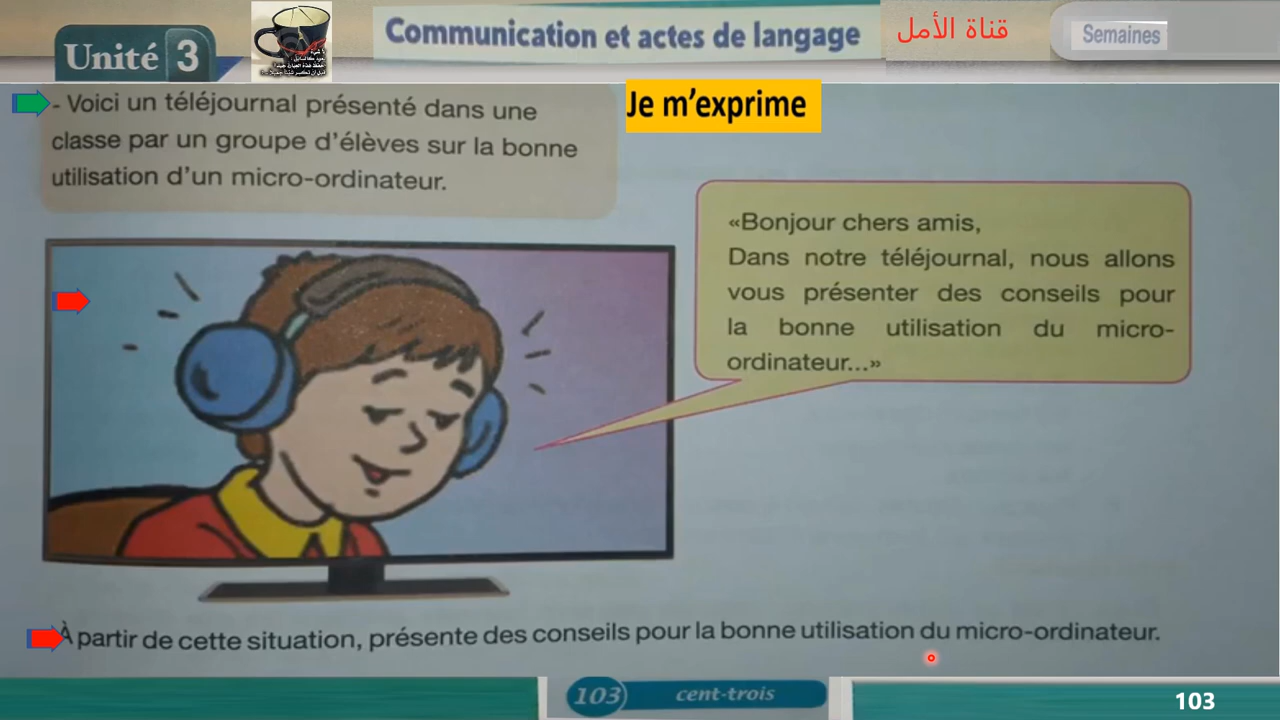 Unité 3
Communication et actes de langage
قناة الأمل
Semaines
- Voici un téléjournal présenté dans une
classe par un groupe d'élèves sur la bonne
utilisation d'un micro-ordinateur.
Je m'exprime
«Bonjour chers amis,
Dans notre téléjournal, nous allons
vous présenter des conseils pour
la bonne utilisation du micro-
ordinateur...»
À partir de cette situation, présente des conseils pour la bonne utilisation du micro-ordinateur.
103 cent-trois
103